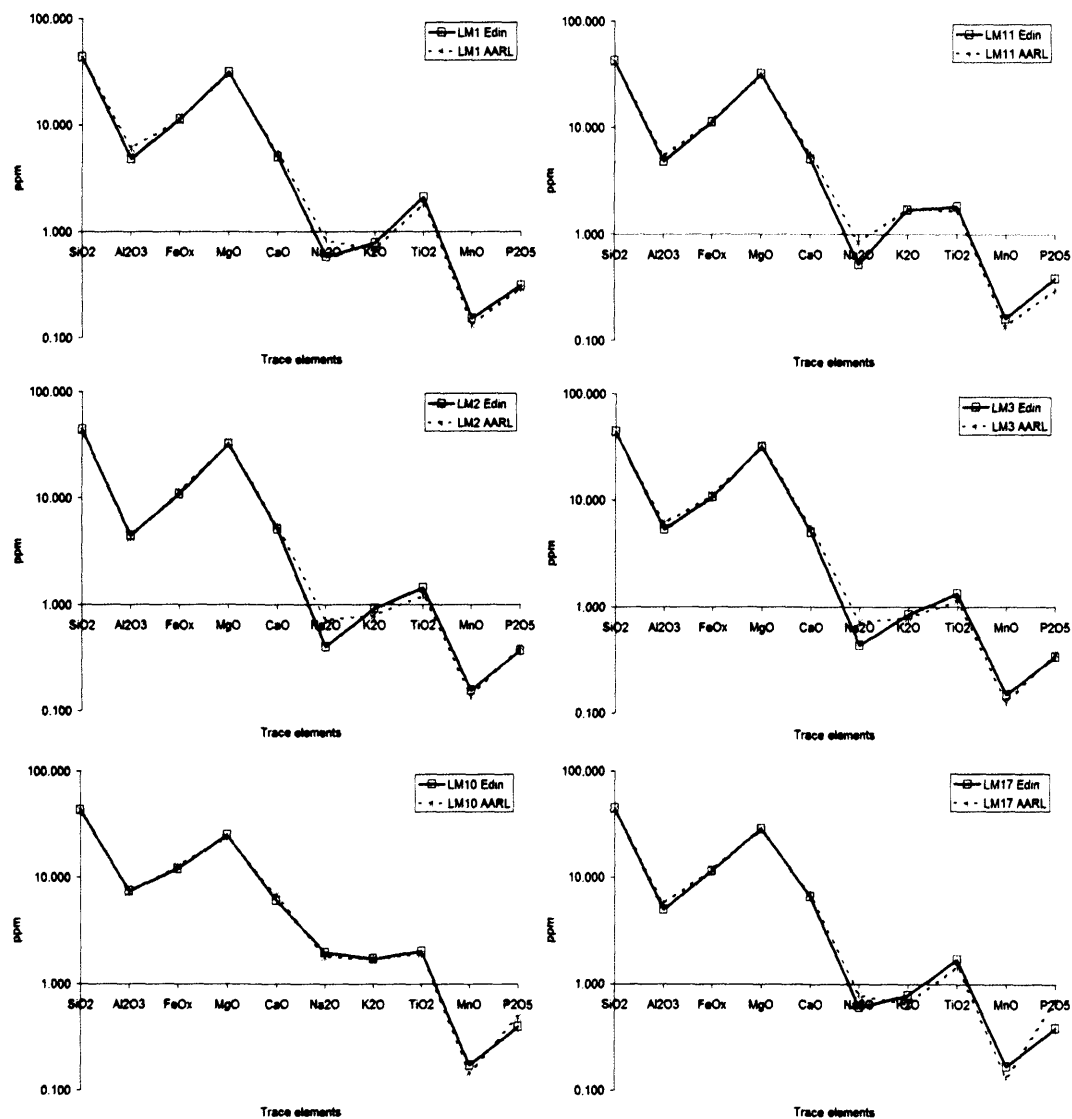 100.000
10.000
1.000
0.100
ppm
LM1 Edin
LM1 AARL
SiO2 Al2O3 FeOx MgO CaO Na2O K2O TiO2 MnO P2O5
Trace elements
100.000
10.000
1.000
0.100
ppm
LM11 Edin
LM11 AARL
SiO2 Al2O3 FeOx MgO CaO Na2O K2O TiO2 MnO P2O5
Trace elements
100.000
10.000
1.000
0.100
ppm
LM2 Edin
LM2 AARL
SiO2 Al2O3 FeOx MgO CaO Na2O K2O TiO2 MnO P2O5
Trace elements
100.000
10.000
1.000
0.100
ppm
LM3 Edin
LM3 AARL
SiO2 Al2O3 FeOx MgO CaO Na2O K2O TiO2 MnO P2O5
Trace elements
100.000
10.000
1.000
0.100
ppm
LM10 Edin
LM10 AARL
SiO2 Al2O3 FeOx MgO CaO Na2O K2O TiO2 MnO P2O5
Trace elements
100.000
10.000
1.000
0.100
ppm
LM17 Edin
LM17 AARL
SiO2 Al2O3 FeOx MgO CaO Na2O K2O TiO2 MnO P2O5
Trace elements